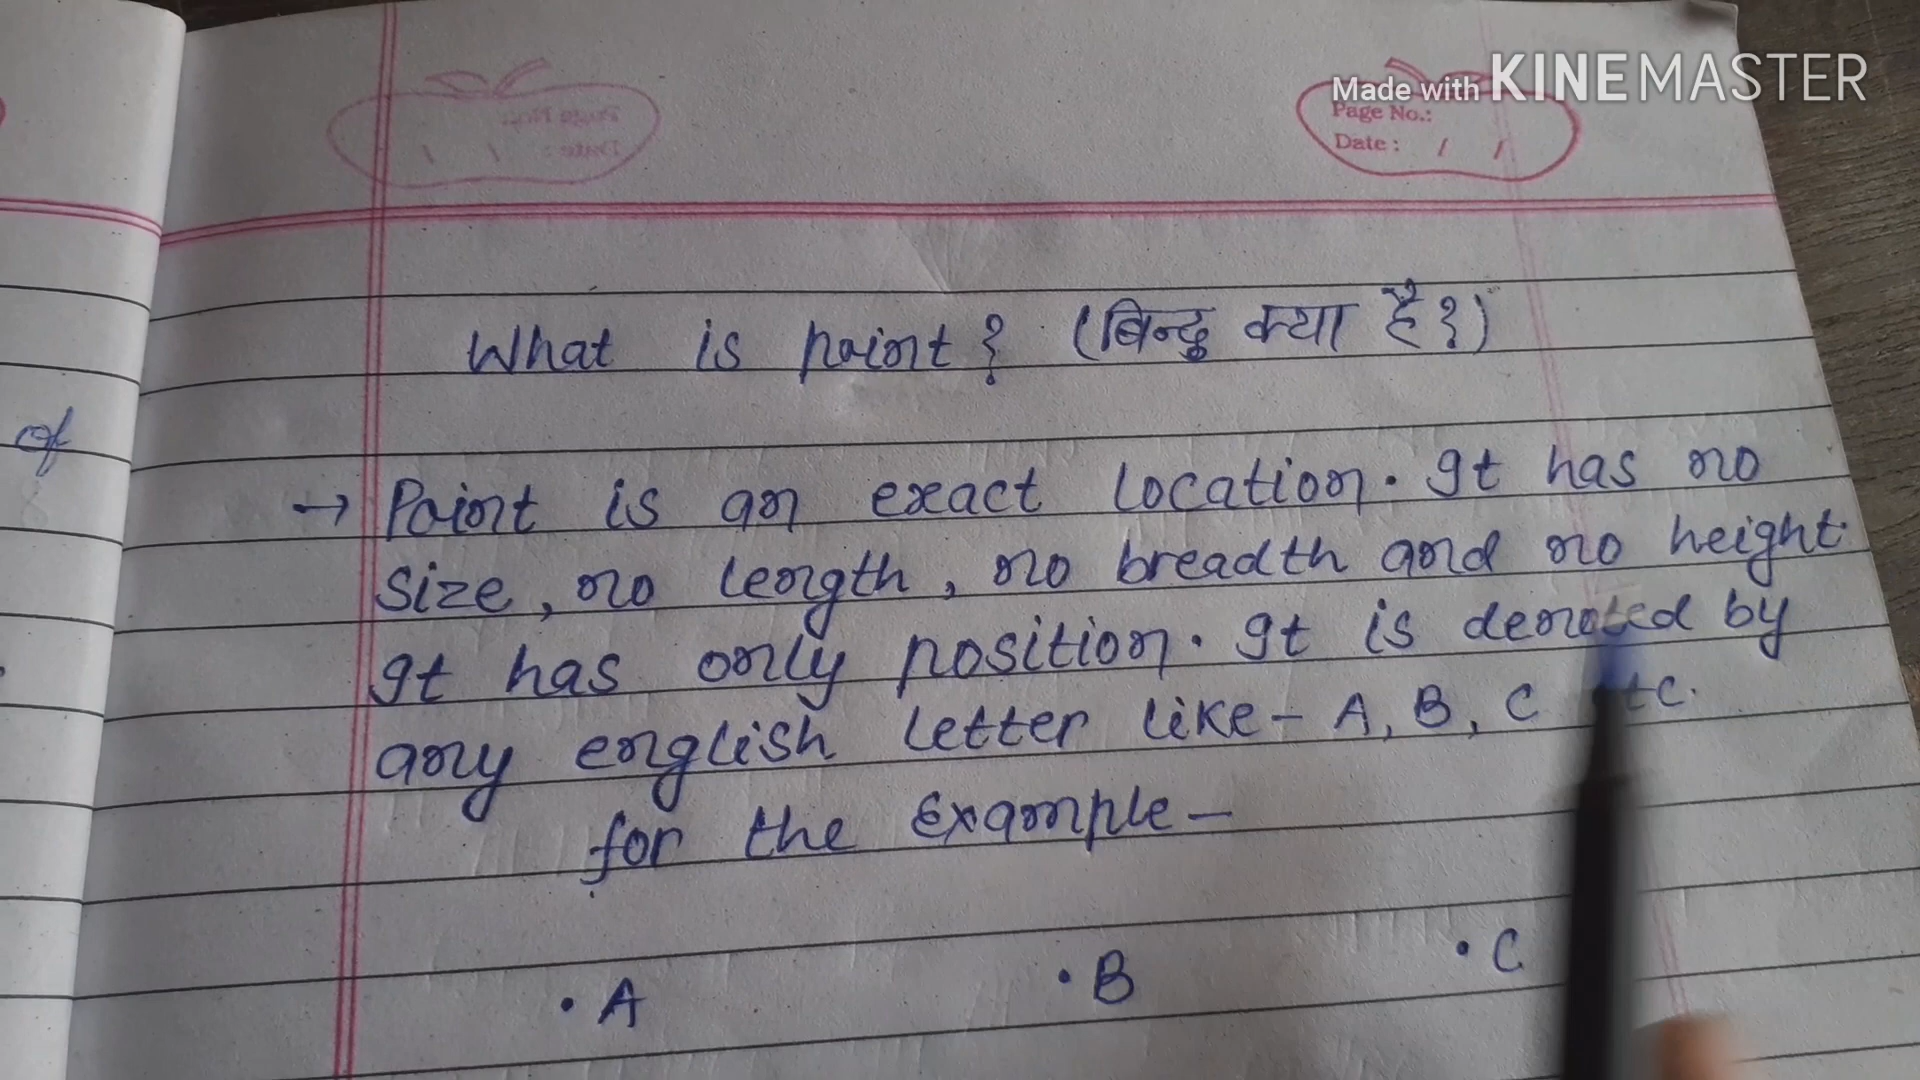 Made with KINEMASTER
Page No.:
Date : / /
What is point? (बिन्दु क्या है?)
→ Point is an exact location. It has no
size, no length, no breadth and no height.
It has only position. It is denoted by
any english letter like - A, B, C etc.
for the Example -
. A . B . C
of